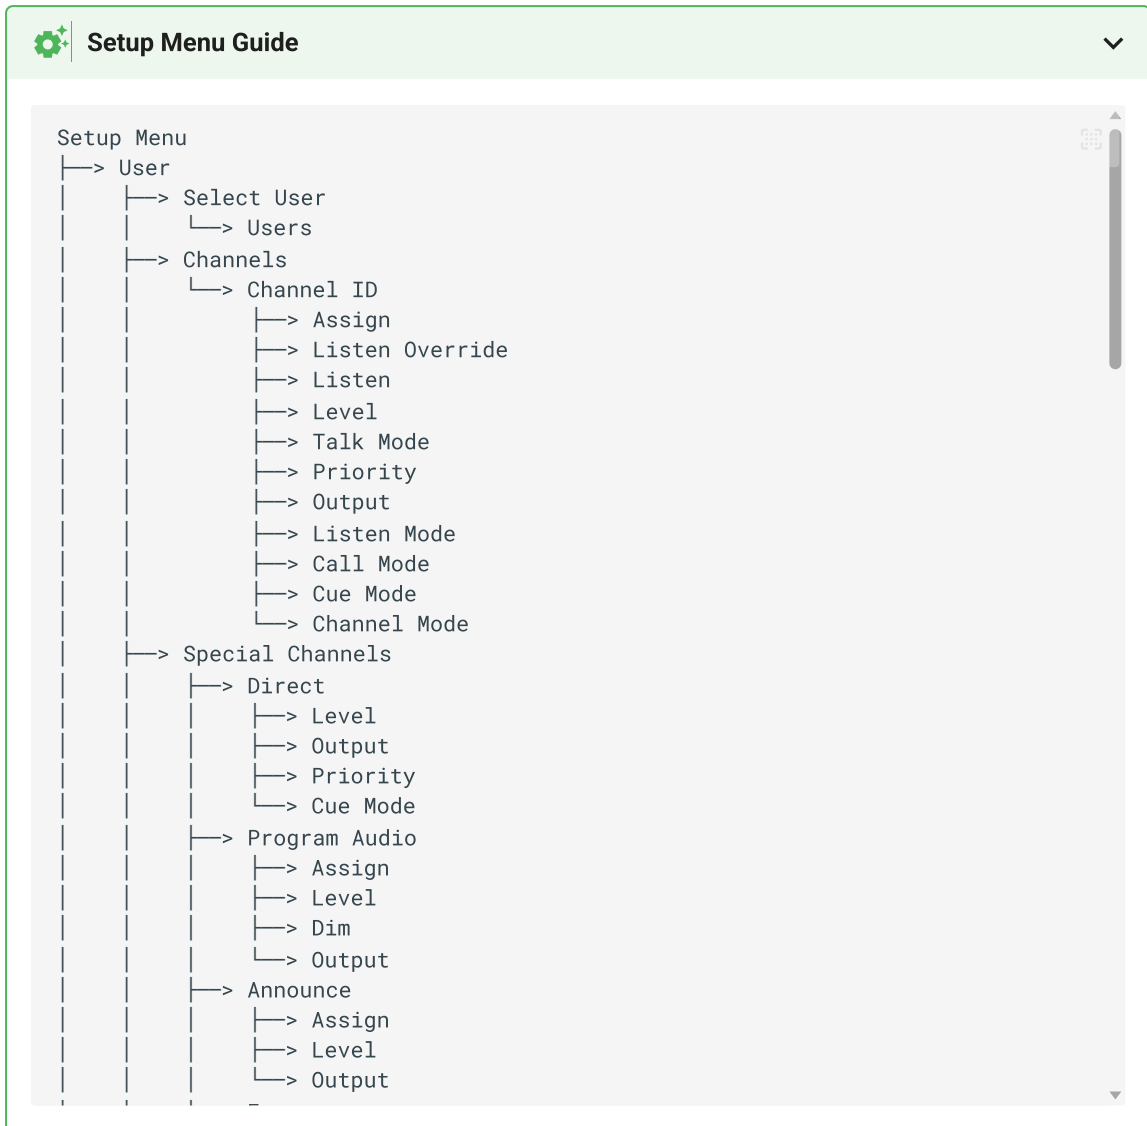 Setup Menu Guide
Setup Menu
├──> User
│    ├──> Select User
│    │    └──> Users
│    ├──> Channels
│    │    └──> Channel ID
│    │         ├──> Assign
│    │         ├──> Listen Override
│    │         ├──> Listen
│    │         ├──> Level
│    │         ├──> Talk Mode
│    │         ├──> Priority
│    │         ├──> Output
│    │         ├──> Listen Mode
│    │         ├──> Call Mode
│    │         ├──> Cue Mode
│    │         └──> Channel Mode
│    ├──> Special Channels
│    │    ├──> Direct
│    │    │    ├──> Level
│    │    │    ├──> Output
│    │    │    ├──> Priority
│    │    │    └──> Cue Mode
│    │    ├──> Program Audio
│    │    │    ├──> Assign
│    │    │    ├──> Level
│    │    │    ├──> Dim
│    │    │    └──> Output
│    │    ├──> Announce
│    │    │    ├──> Assign
│    │    │    ├──> Level
│    │    │    └──> Output